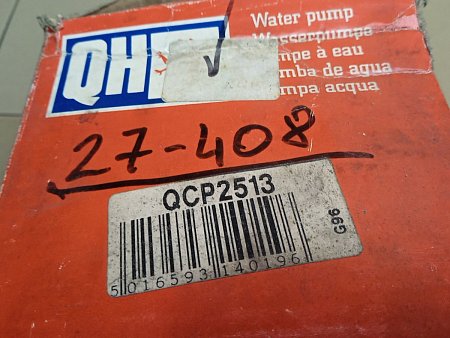 QH
Water pump
Wasserpumpe
mpe à eau
mba de agua
mpa acqua
27-408
QCP2513
G96
5 016593 140196